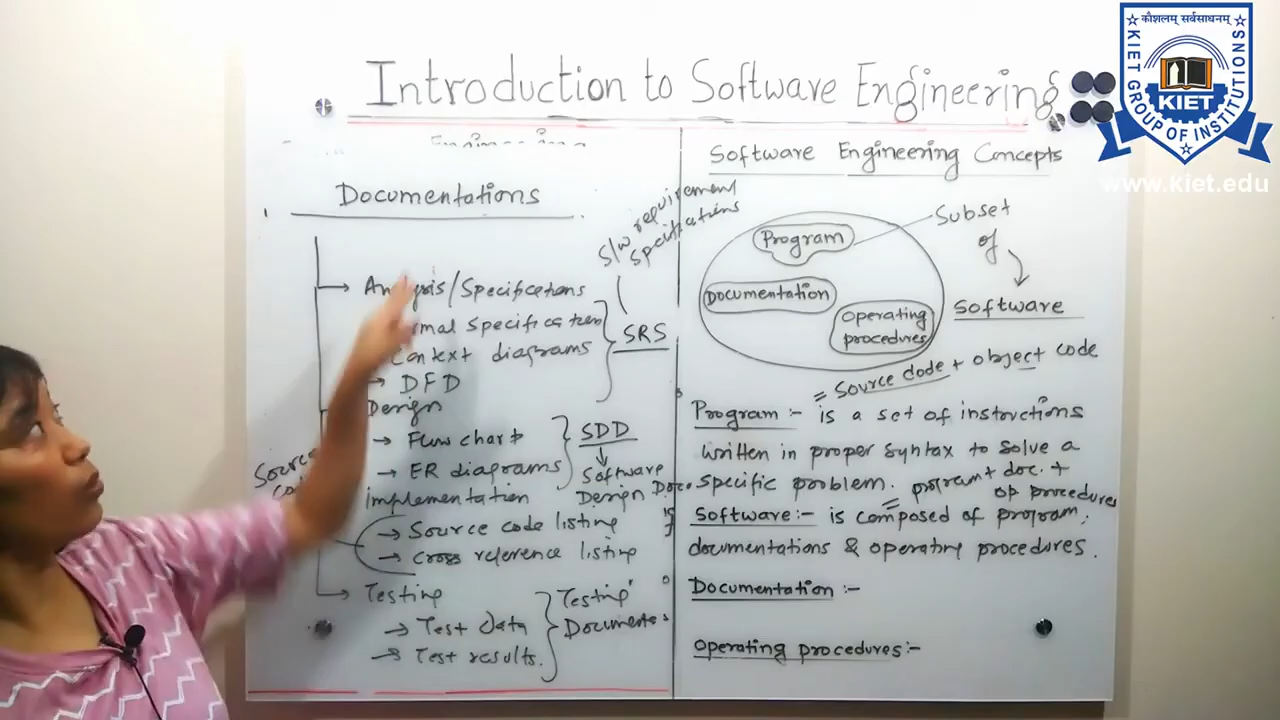 Introduction to Software Engineering
कौशलम् सर्वसाधनम्
KIET GROUP OF INSTITUTIONS
KIET
www.kiet.edu
Documentations
S/W requirement
specifications
Analysis/Specifications
Formal Specification
Context diagrams
SRS
→ DFD
Design
→ Flow chart
SDD
→ ER diagrams
Software
Design Doc
Source
code
implementation
→ Source code listing
→ cross reference listing
Testing
→ Test data
→ Test results.
Testing
Documents
Software Engineering Concepts
Program
Subset
of
Software
Documentation
Operating
procedures
= Source code + object code
Program :- is a set of instructions
written in proper syntax to solve a
specific problem.
= program + doc. +
op procedures
Software :- is composed of program,
documentations & operating procedures.
Documentation :-
Operating procedures :-